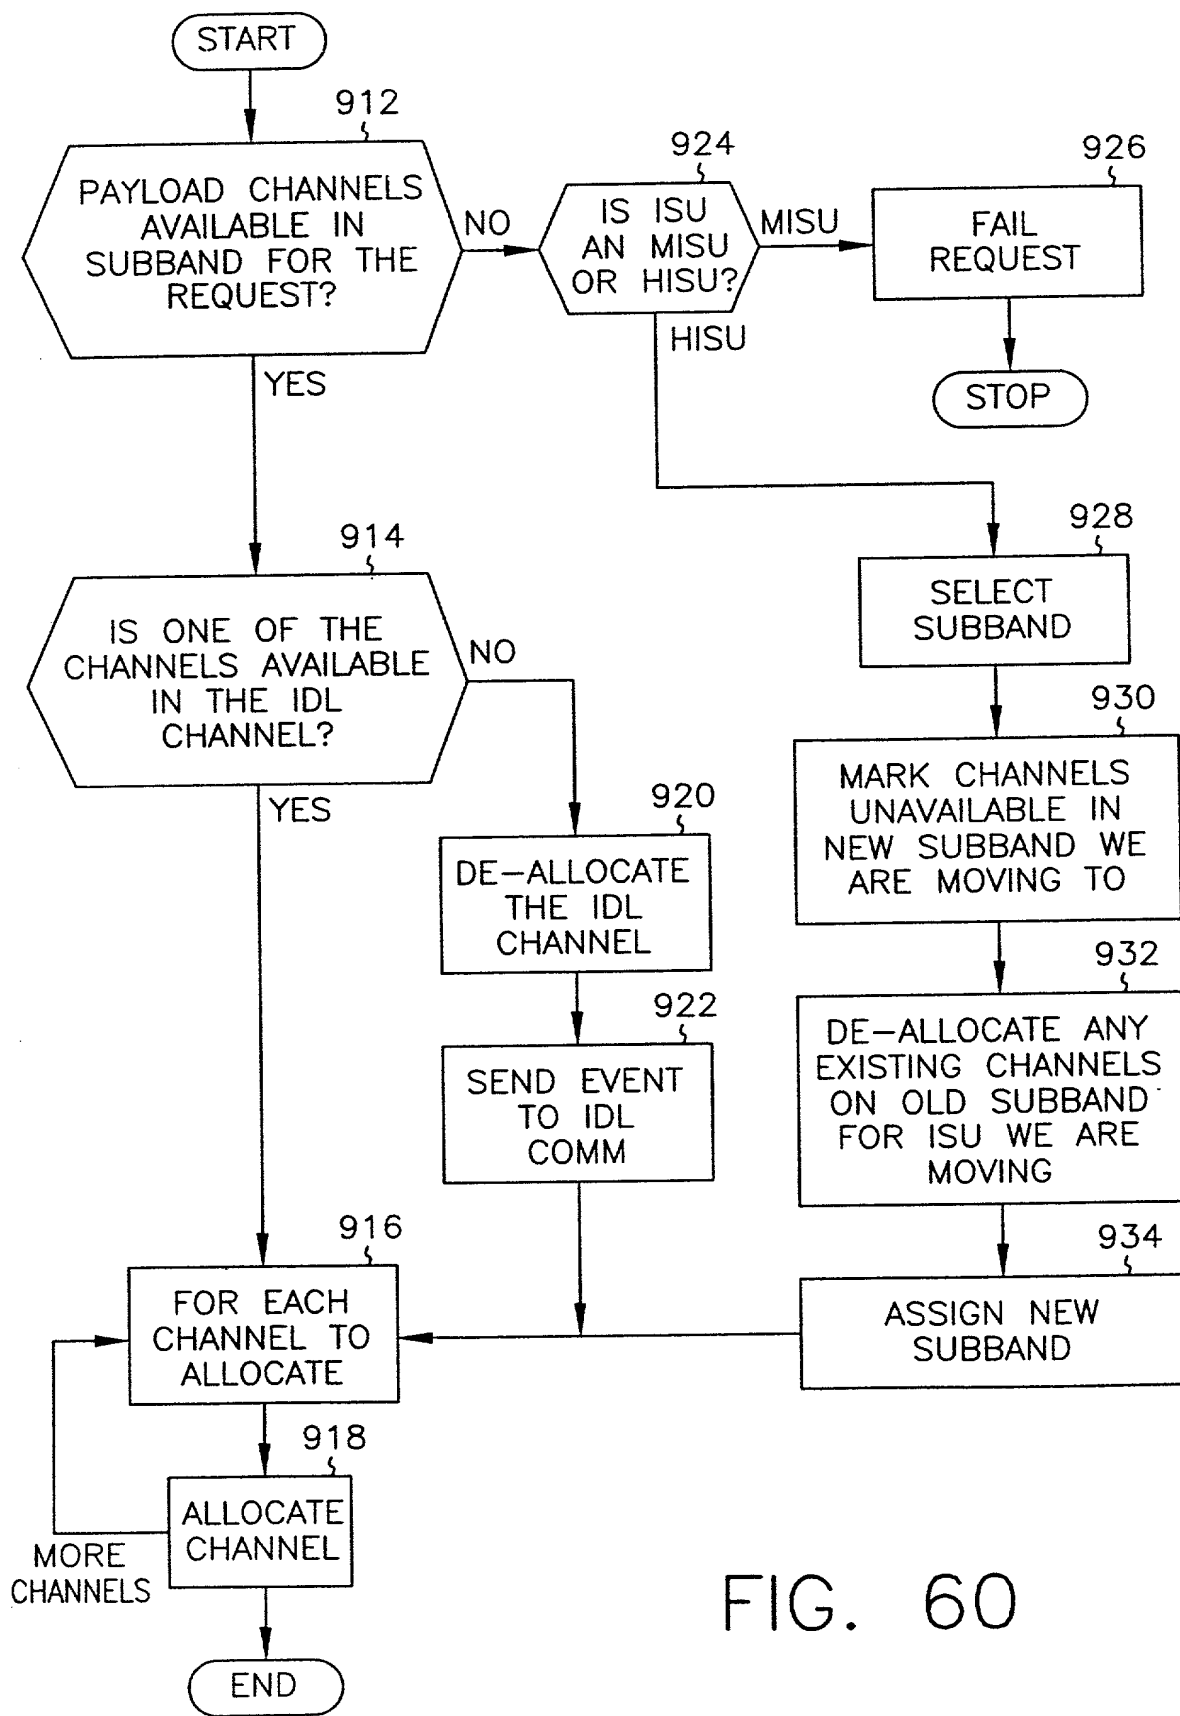 START
912
PAYLOAD CHANNELS
AVAILABLE IN
SUBBAND FOR THE
REQUEST?
NO
YES
924
IS ISU
AN MISU
OR HISU?
MISU
HISU
926
FAIL
REQUEST
STOP
914
IS ONE OF THE
CHANNELS AVAILABLE
IN THE IDL
CHANNEL?
NO
YES
928
SELECT
SUBBAND
930
MARK CHANNELS
UNAVAILABLE IN
NEW SUBBAND WE
ARE MOVING TO
920
DE-ALLOCATE
THE IDL
CHANNEL
922
SEND EVENT
TO IDL
COMM
932
DE-ALLOCATE ANY
EXISTING CHANNELS
ON OLD SUBBAND
FOR ISU WE ARE
MOVING
934
ASSIGN NEW
SUBBAND
916
FOR EACH
CHANNEL TO
ALLOCATE
918
ALLOCATE
CHANNEL
MORE
CHANNELS
END
FIG. 60